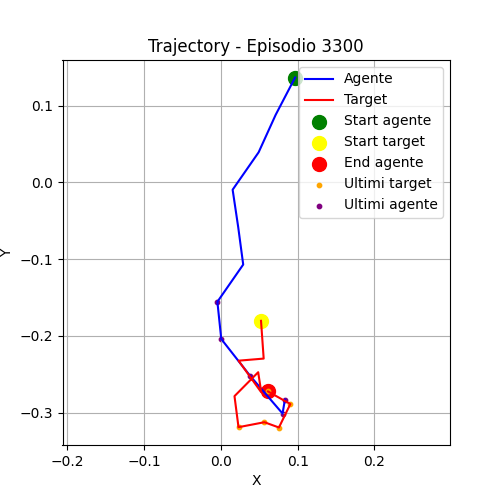 Trajectory - Episodio 3300
Agente
Target
Start agente
Start target
End agente
Ultimi target
Ultimi agente
0.1
0.0
−0.1
−0.2
−0.3
Y
−0.2
−0.1
0.0
0.1
0.2
X